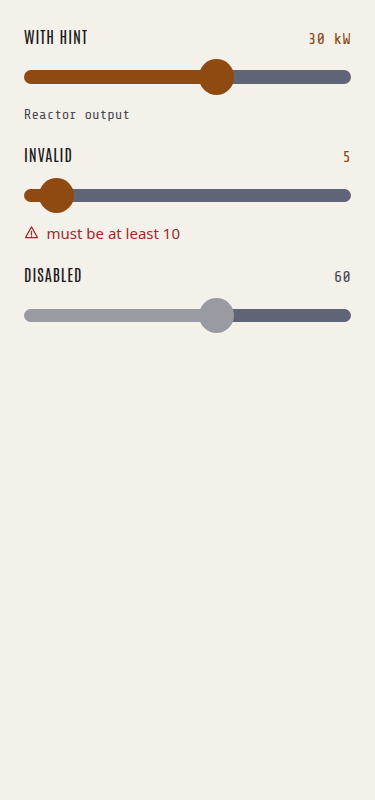 WITH HINT 30 kW
Reactor output
INVALID 5
must be at least 10
DISABLED 60